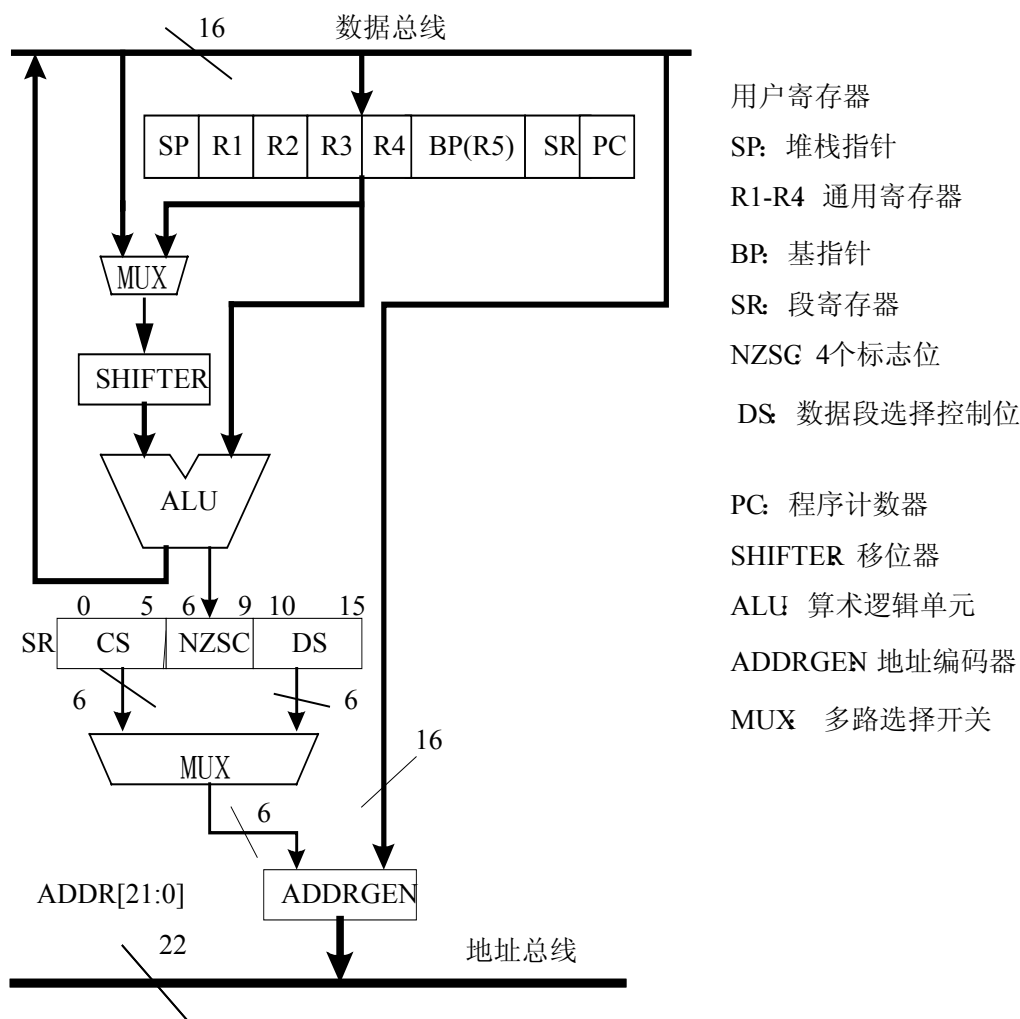 16
数据总线
SP R1 R2 R3 R4 BP(R5) SR PC
MUX
SHIFTER
ALU
0 5 6 9 10 15
SR CS NZSC DS
6 6
MUX
16
6
ADDR[21:0]
ADDRGEN
22
地址总线
用户寄存器
SP: 堆栈指针
R1-R4: 通用寄存器
BP: 基指针
SR: 段寄存器
NZSC: 4个标志位
DS: 数据段选择控制位
PC: 程序计数器
SHIFTER: 移位器
ALU: 算术逻辑单元
ADDRGEN: 地址编码器
MUX: 多路选择开关